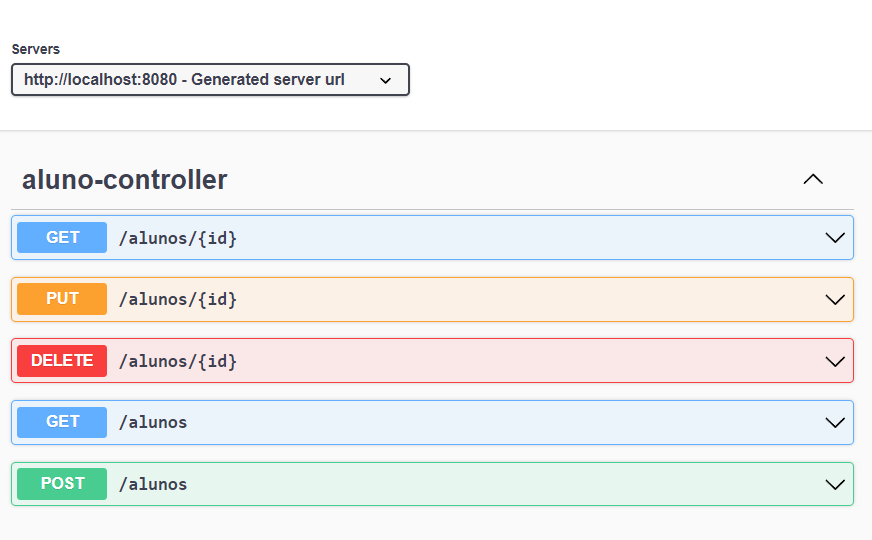 Servers
http://localhost:8080 - Generated server url
aluno-controller
GET /alunos/{id}
PUT /alunos/{id}
DELETE /alunos/{id}
GET /alunos
POST /alunos